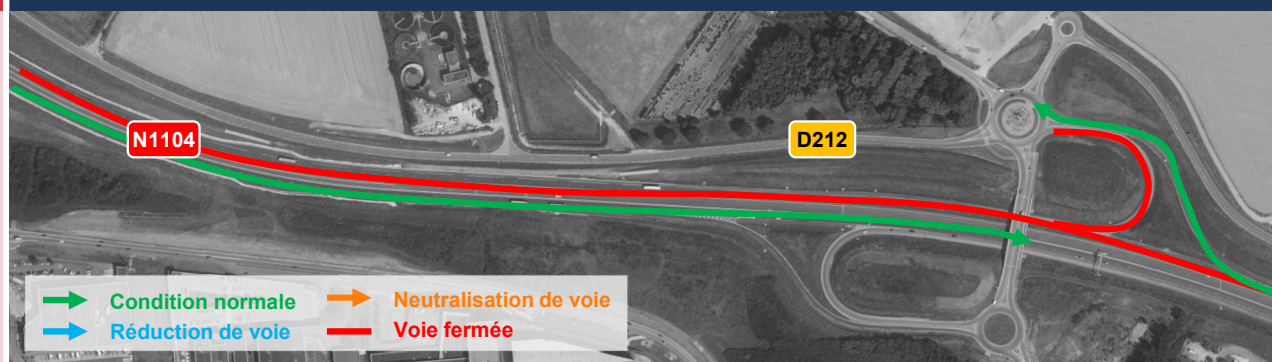 N1104
D212
Condition normale
Neutralisation de voie
Réduction de voie
Voie fermée